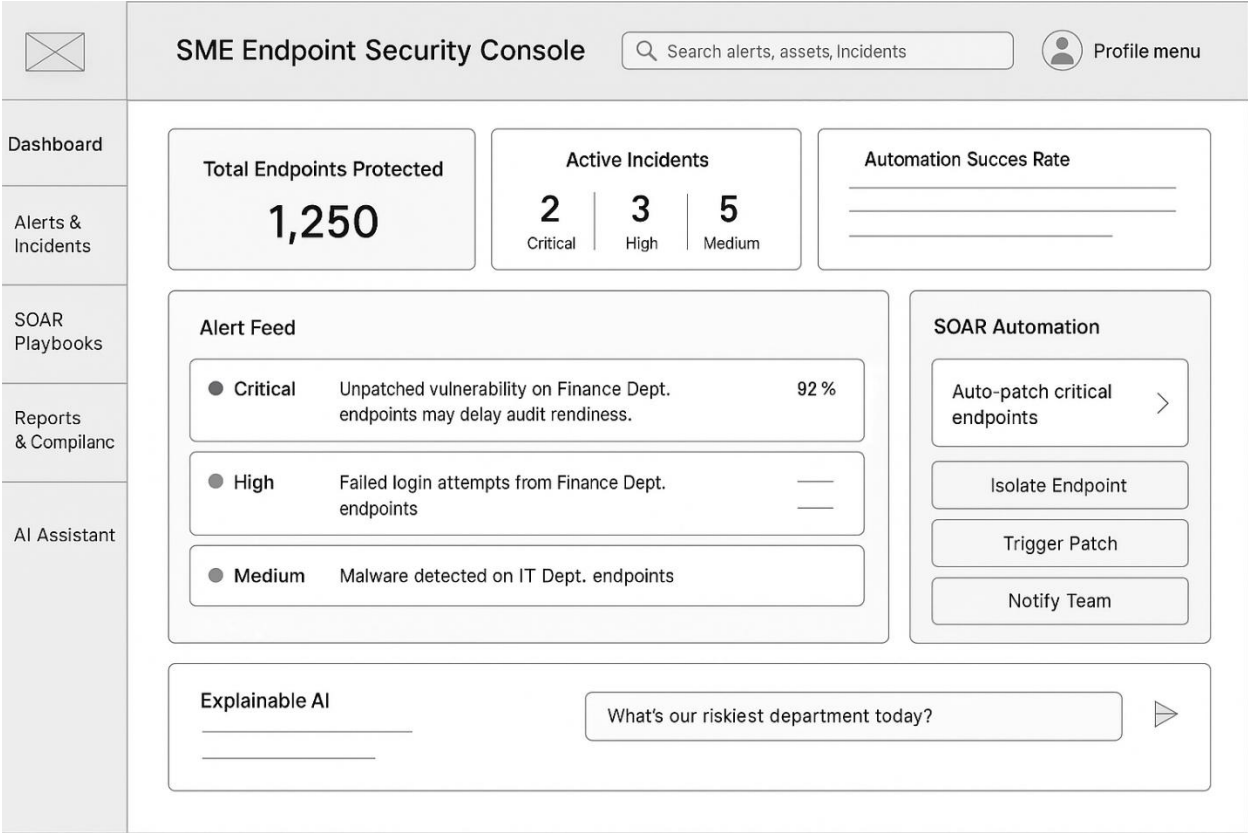 SME Endpoint Security Console
Search alerts, assets, Incidents
Profile menu
Dashboard
Alerts &
Incidents
SOAR
Playbooks
Reports
& Compilanc
AI Assistant
Total Endpoints Protected
1,250
Active Incidents
2 3 5
Critical High Medium
Automation Succes Rate
Alert Feed
Critical Unpatched vulnerability on Finance Dept. 92 %
endpoints may delay audit rendiness.
High Failed login attempts from Finance Dept.
endpoints
Medium Malware detected on IT Dept. endpoints
SOAR Automation
Auto-patch critical
endpoints
Isolate Endpoint
Trigger Patch
Notify Team
Explainable AI
What's our riskiest department today?